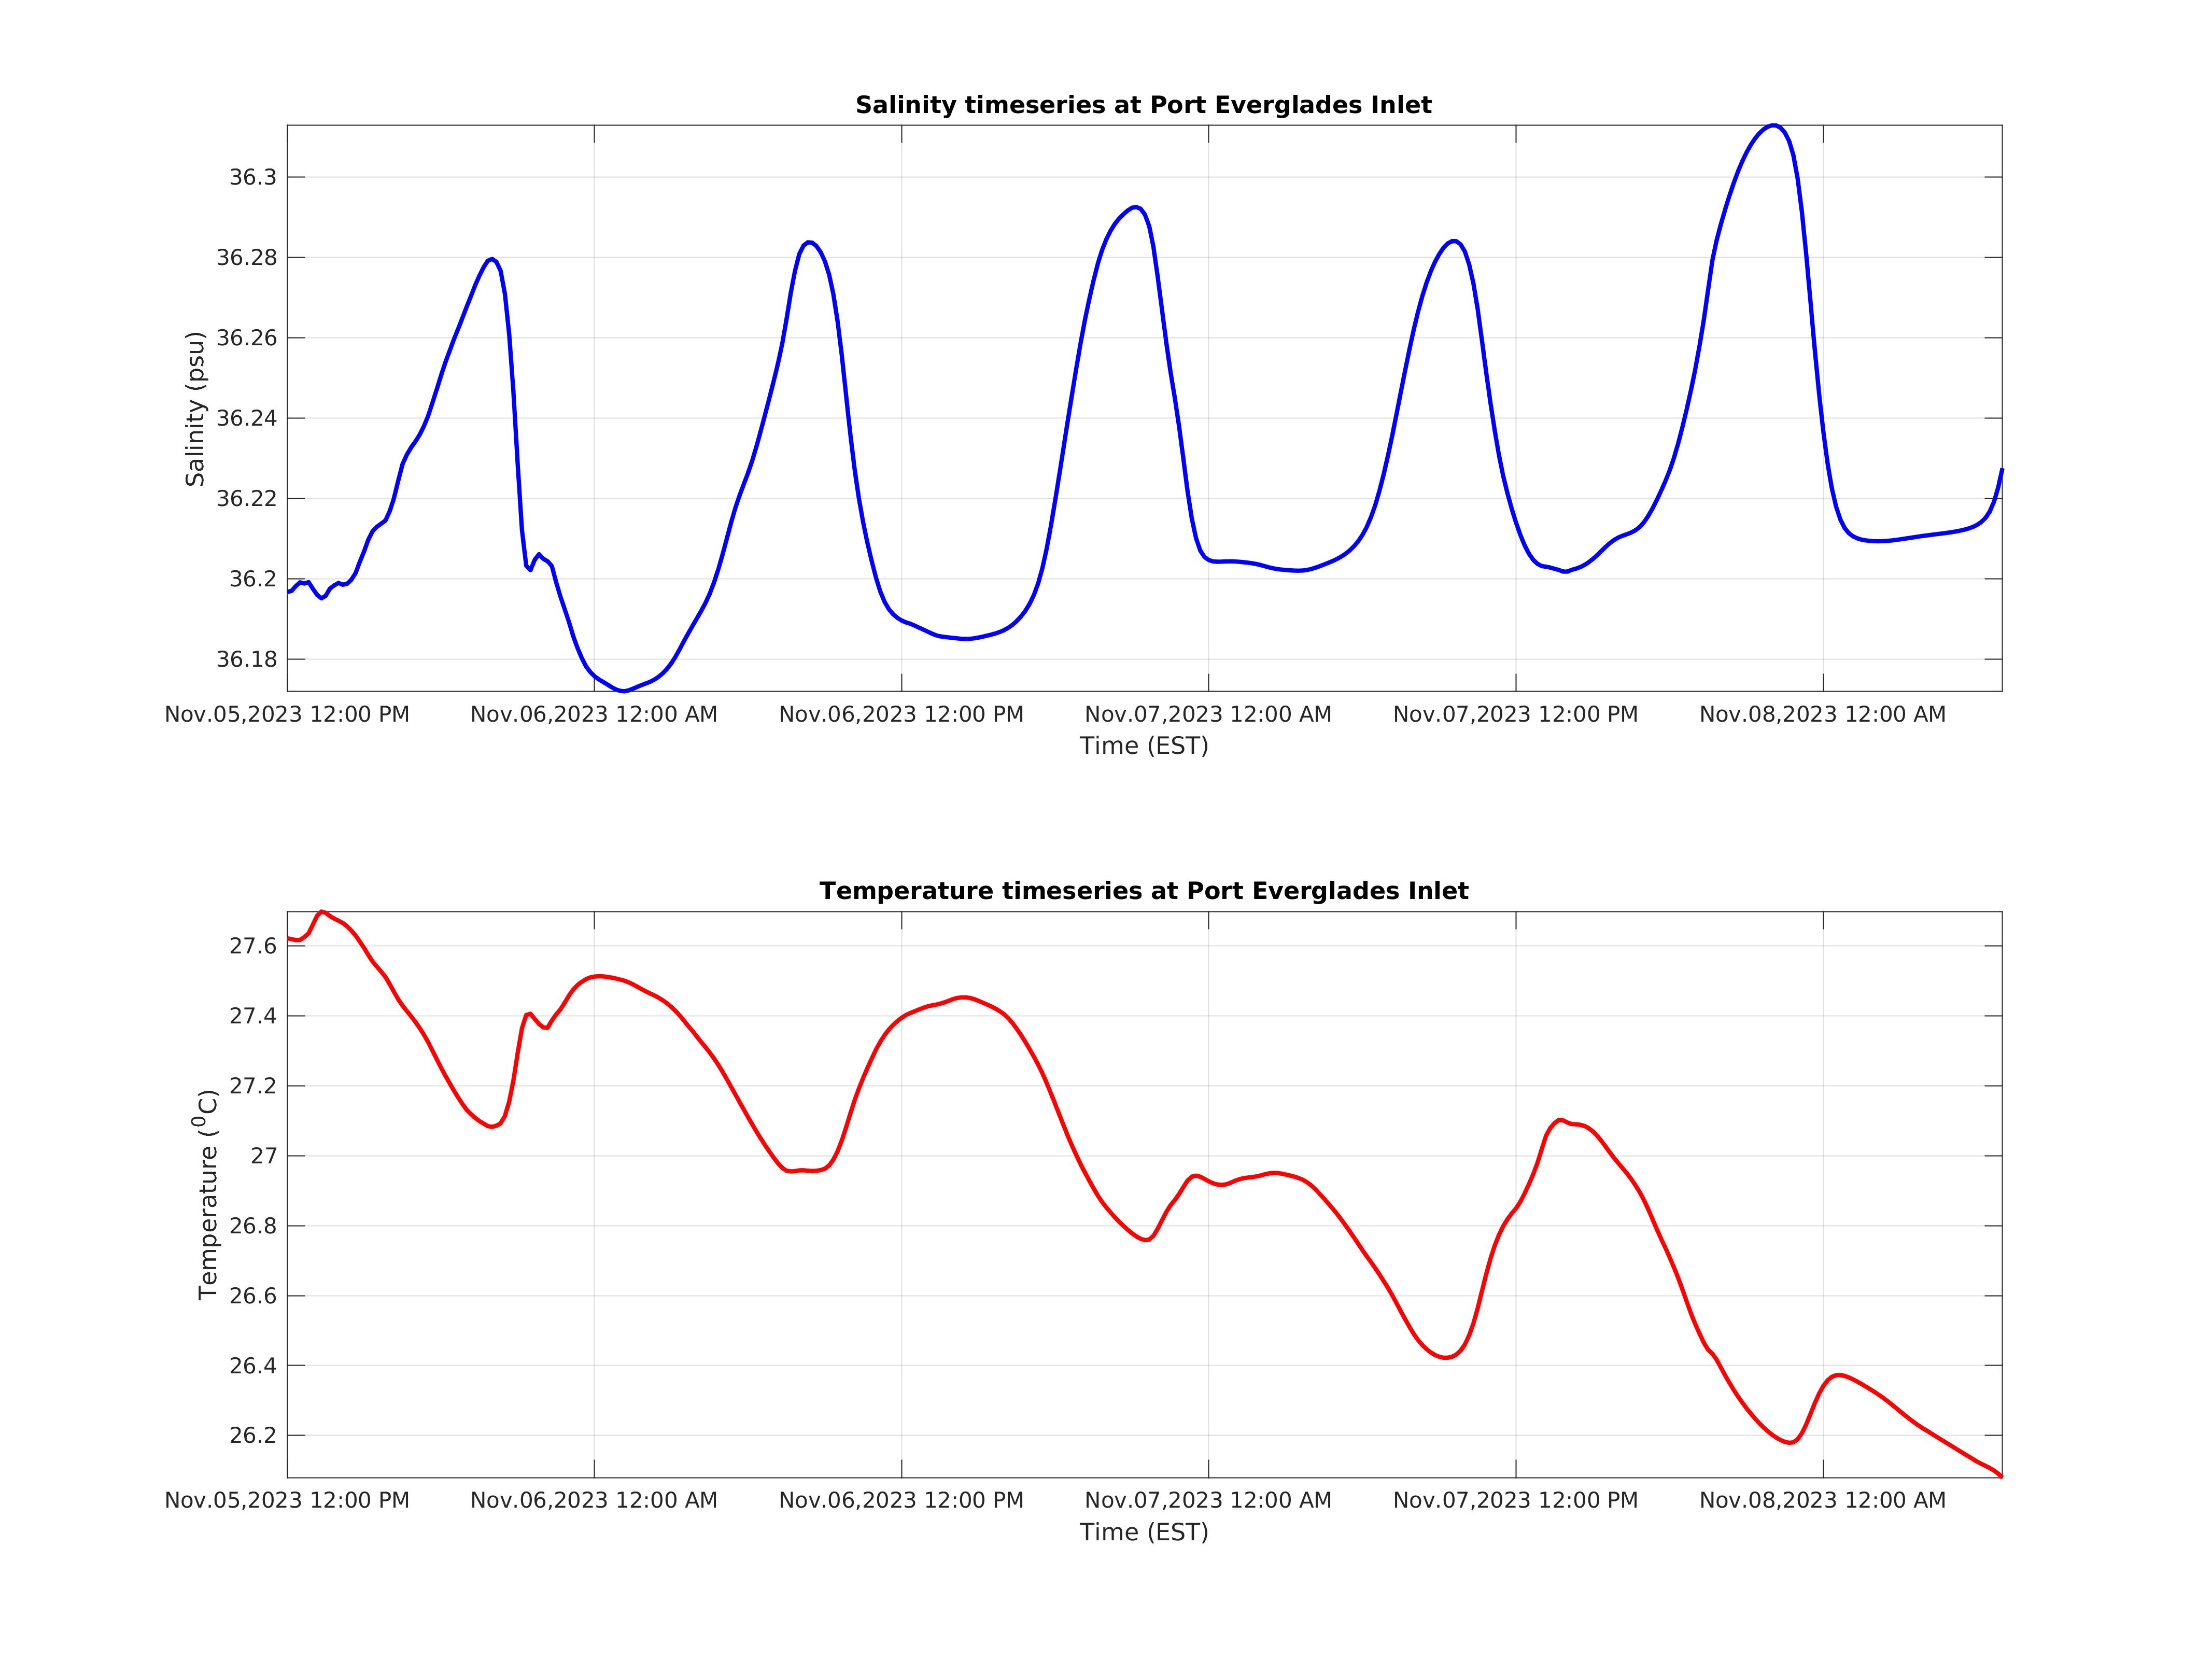 Salinity timeseries at Port Everglades Inlet
36.3
36.28
36.26
36.24
36.22
36.2
36.18
Salinity (psu)
Nov.05,2023 12:00 PM Nov.06,2023 12:00 AM Nov.06,2023 12:00 PM Nov.07,2023 12:00 AM Nov.07,2023 12:00 PM Nov.08,2023 12:00 AM
Time (EST)
Temperature timeseries at Port Everglades Inlet
27.6
27.4
27.2
27
26.8
26.6
26.4
26.2
Temperature (⁰C)
Nov.05,2023 12:00 PM Nov.06,2023 12:00 AM Nov.06,2023 12:00 PM Nov.07,2023 12:00 AM Nov.07,2023 12:00 PM Nov.08,2023 12:00 AM
Time (EST)